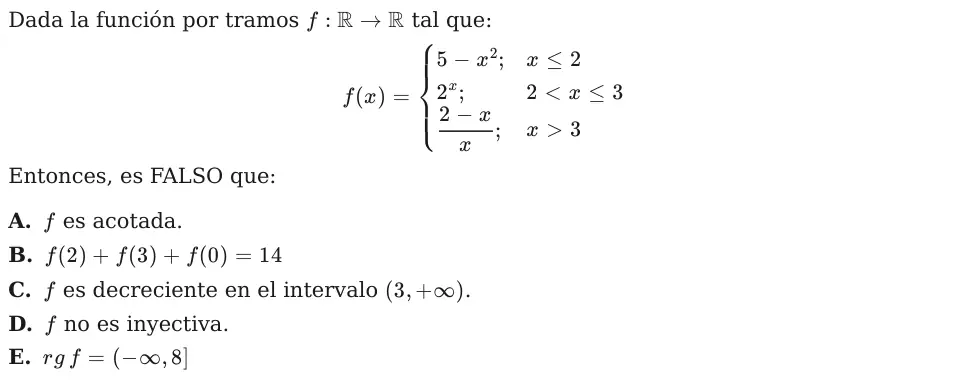 Dada la función por tramos f : ℝ → ℝ tal que:
f(x) = { 5 − x²; x ≤ 2
2ˣ; 2 < x ≤ 3
(2 − x)/x; x > 3
Entonces, es FALSO que:
A. f es acotada.
B. f(2) + f(3) + f(0) = 14
C. f es decreciente en el intervalo (3, +∞).
D. f no es inyectiva.
E. rg f = (−∞, 8]